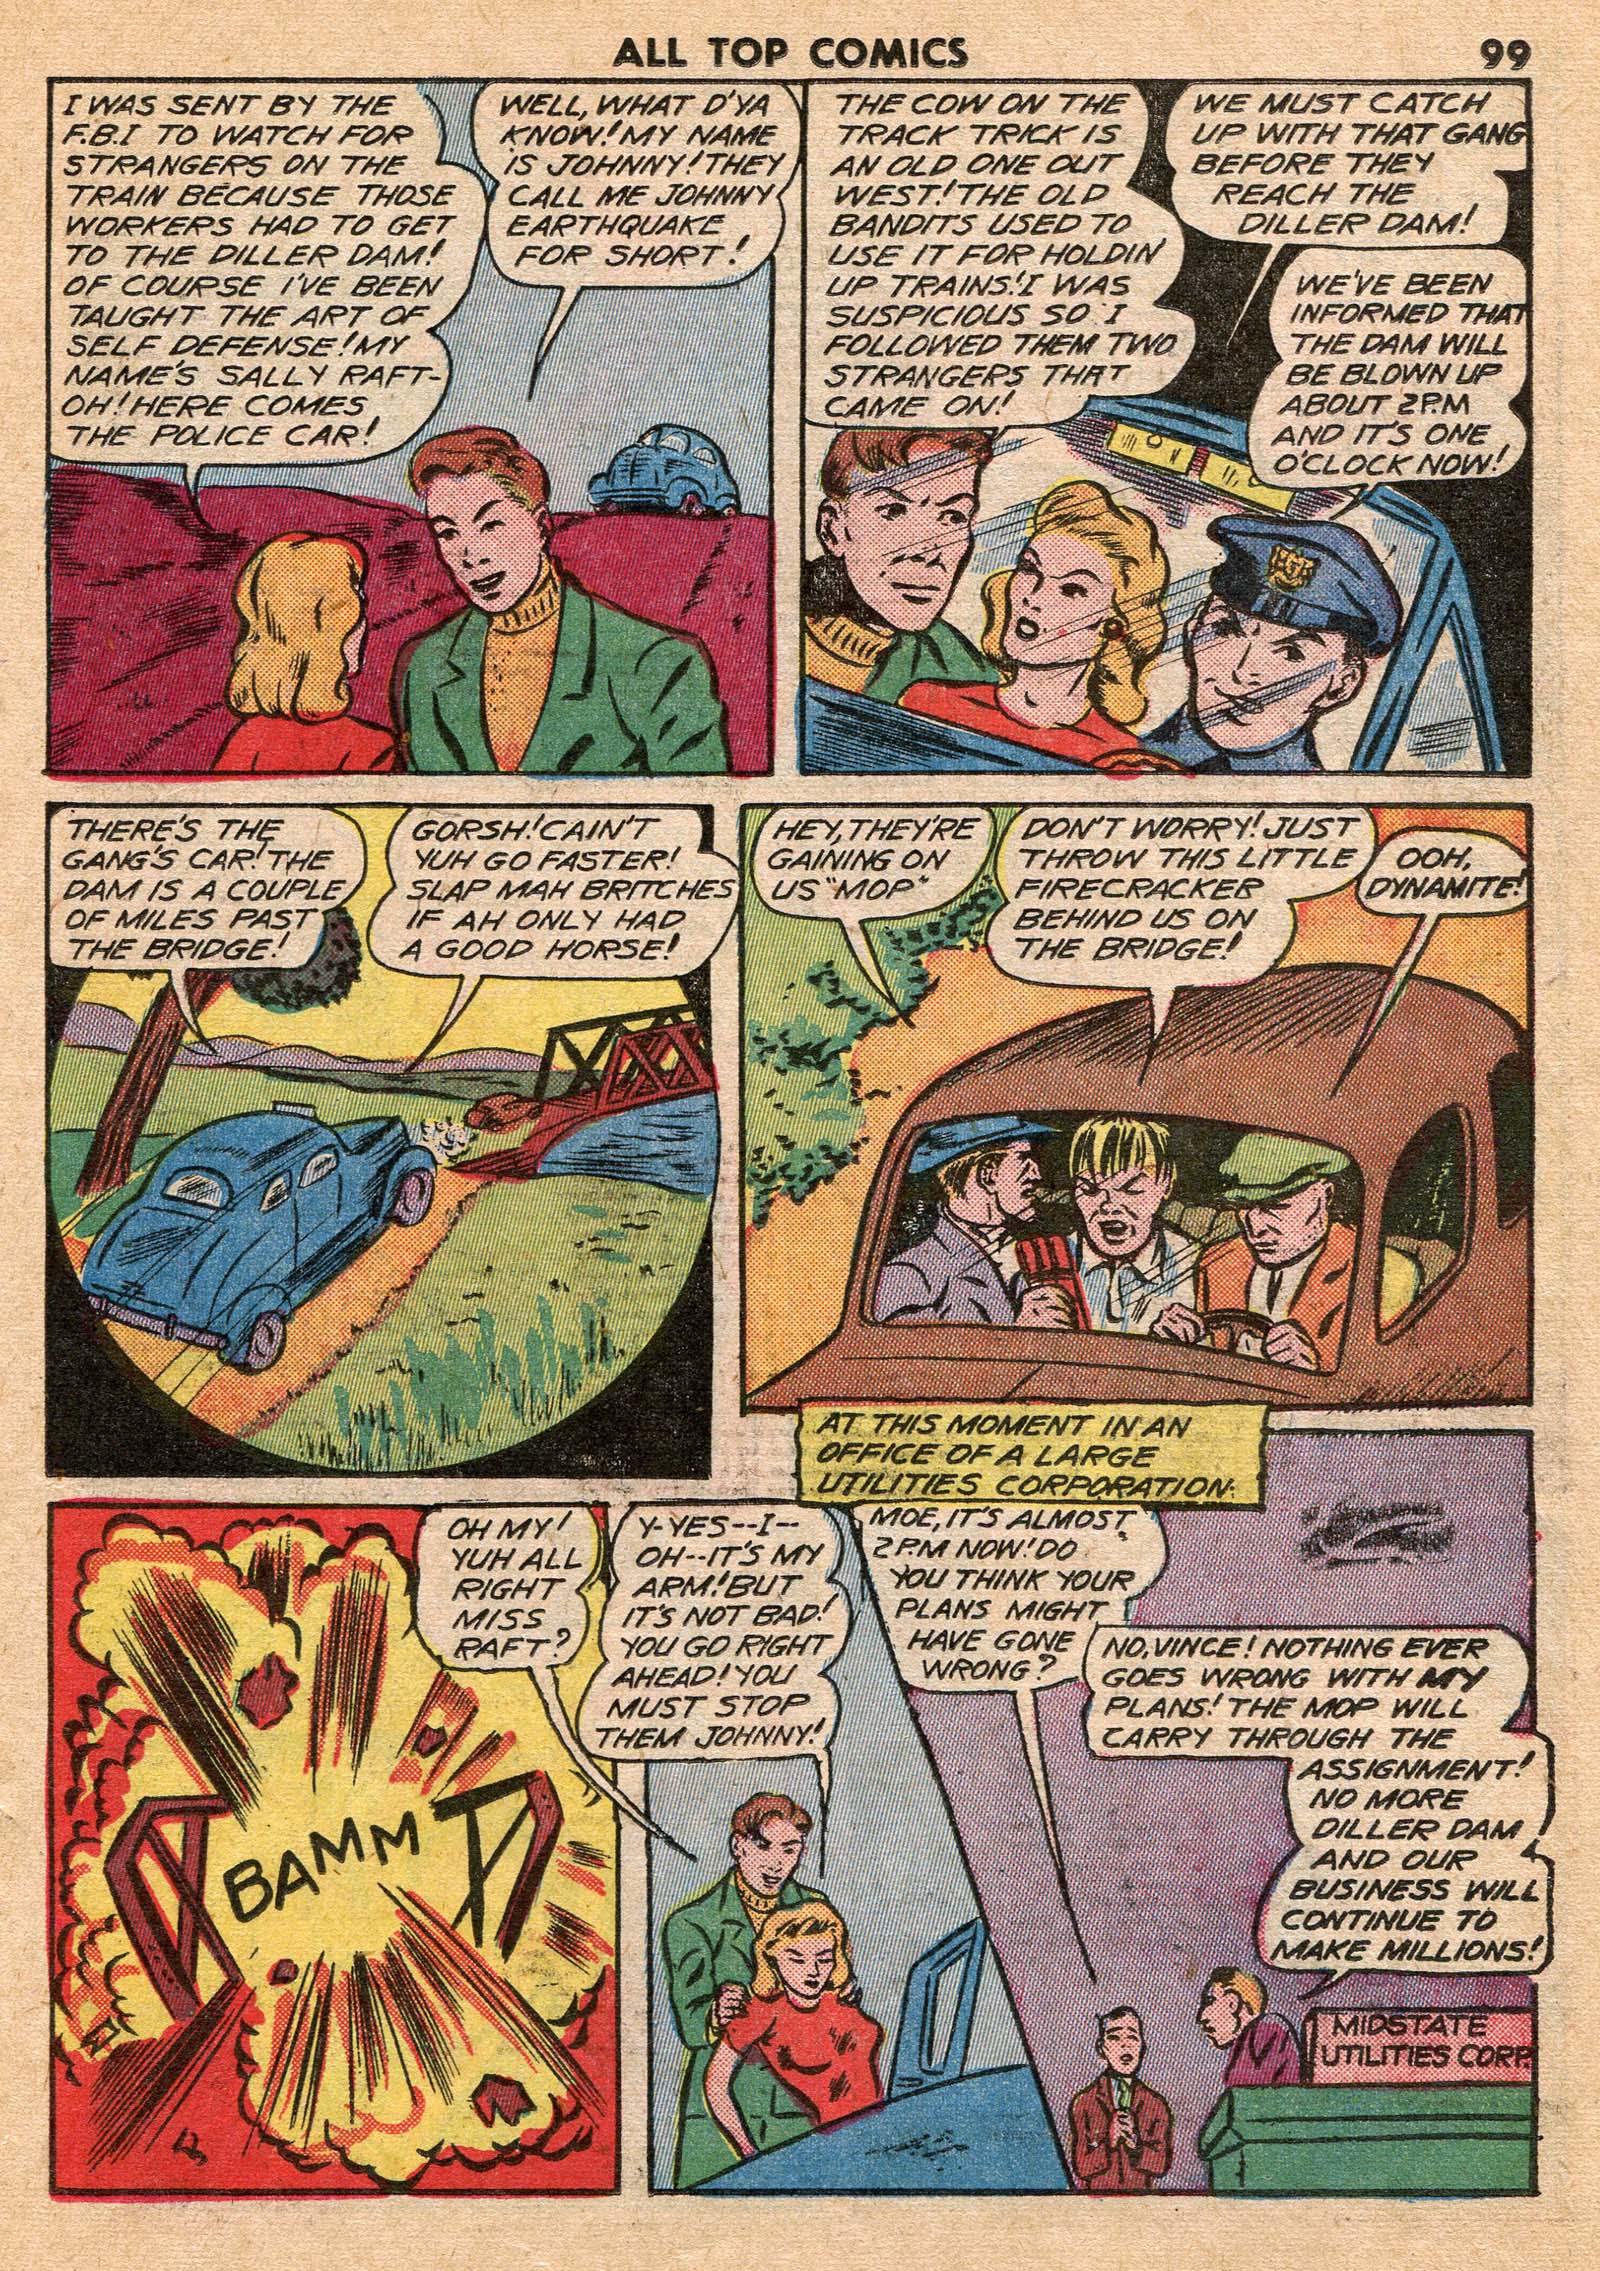 ALL TOP COMICS
99
I WAS SENT BY THE
F.B.I TO WATCH FOR
STRANGERS ON THE
TRAIN BECAUSE THOSE
WORKERS HAD TO GET
TO THE DILLER DAM!
OF COURSE I'VE BEEN
TAUGHT THE ART OF
SELF DEFENSE! MY
NAME'S SALLY RAFT-
OH! HERE COMES
THE POLICE CAR!
WELL, WHAT D'YA
KNOW! MY NAME
IS JOHNNY! THEY
CALL ME JOHNNY
EARTHQUAKE
FOR SHORT!
THE COW ON THE
TRACK TRICK IS
AN OLD ONE OUT
WEST! THE OLD
BANDITS USED TO
USE IT FOR HOLDIN'
UP TRAINS! I WAS
SUSPICIOUS SO I
FOLLOWED THEM TWO
STRANGERS THAT
CAME ON!
WE MUST CATCH
UP WITH THAT GANG
BEFORE THEY
REACH THE
DILLER DAM!
WE'VE BEEN
INFORMED THAT
THE DAM WILL
BE BLOWN UP
ABOUT 2P.M
AND IT'S ONE
O'CLOCK NOW!
THERE'S THE
GANG'S CAR! THE
DAM IS A COUPLE
OF MILES PAST
THE BRIDGE!
GORSH! CAIN'T
YUH GO FASTER!
SLAP MAH BRITCHES
IF AH ONLY HAD
A GOOD HORSE!
HEY, THEY'RE
GAINING ON
US "MOP"
DON'T WORRY! JUST
THROW THIS LITTLE
FIRECRACKER
BEHIND US ON
THE BRIDGE!
OOH,
DYNAMITE!
BAMM
OH MY!
YUH ALL
RIGHT
MISS
RAFT?
Y-YES--I--
OH--IT'S MY
ARM! BUT
IT'S NOT BAD!
YOU GO RIGHT
AHEAD! YOU
MUST STOP
THEM JOHNNY!
AT THIS MOMENT IN AN
OFFICE OF A LARGE
UTILITIES CORPORATION-
MOE, IT'S ALMOST
2P.M NOW! DO
YOU THINK YOUR
PLANS MIGHT
HAVE GONE
WRONG?
NO, VINCE! NOTHING EVER
GOES WRONG WITH MY
PLANS! THE MOP WILL
CARRY THROUGH THE
ASSIGNMENT!
NO MORE
DILLER DAM
AND OUR
BUSINESS WILL
CONTINUE TO
MAKE MILLIONS!
MIDSTATE
UTILITIES CORP.